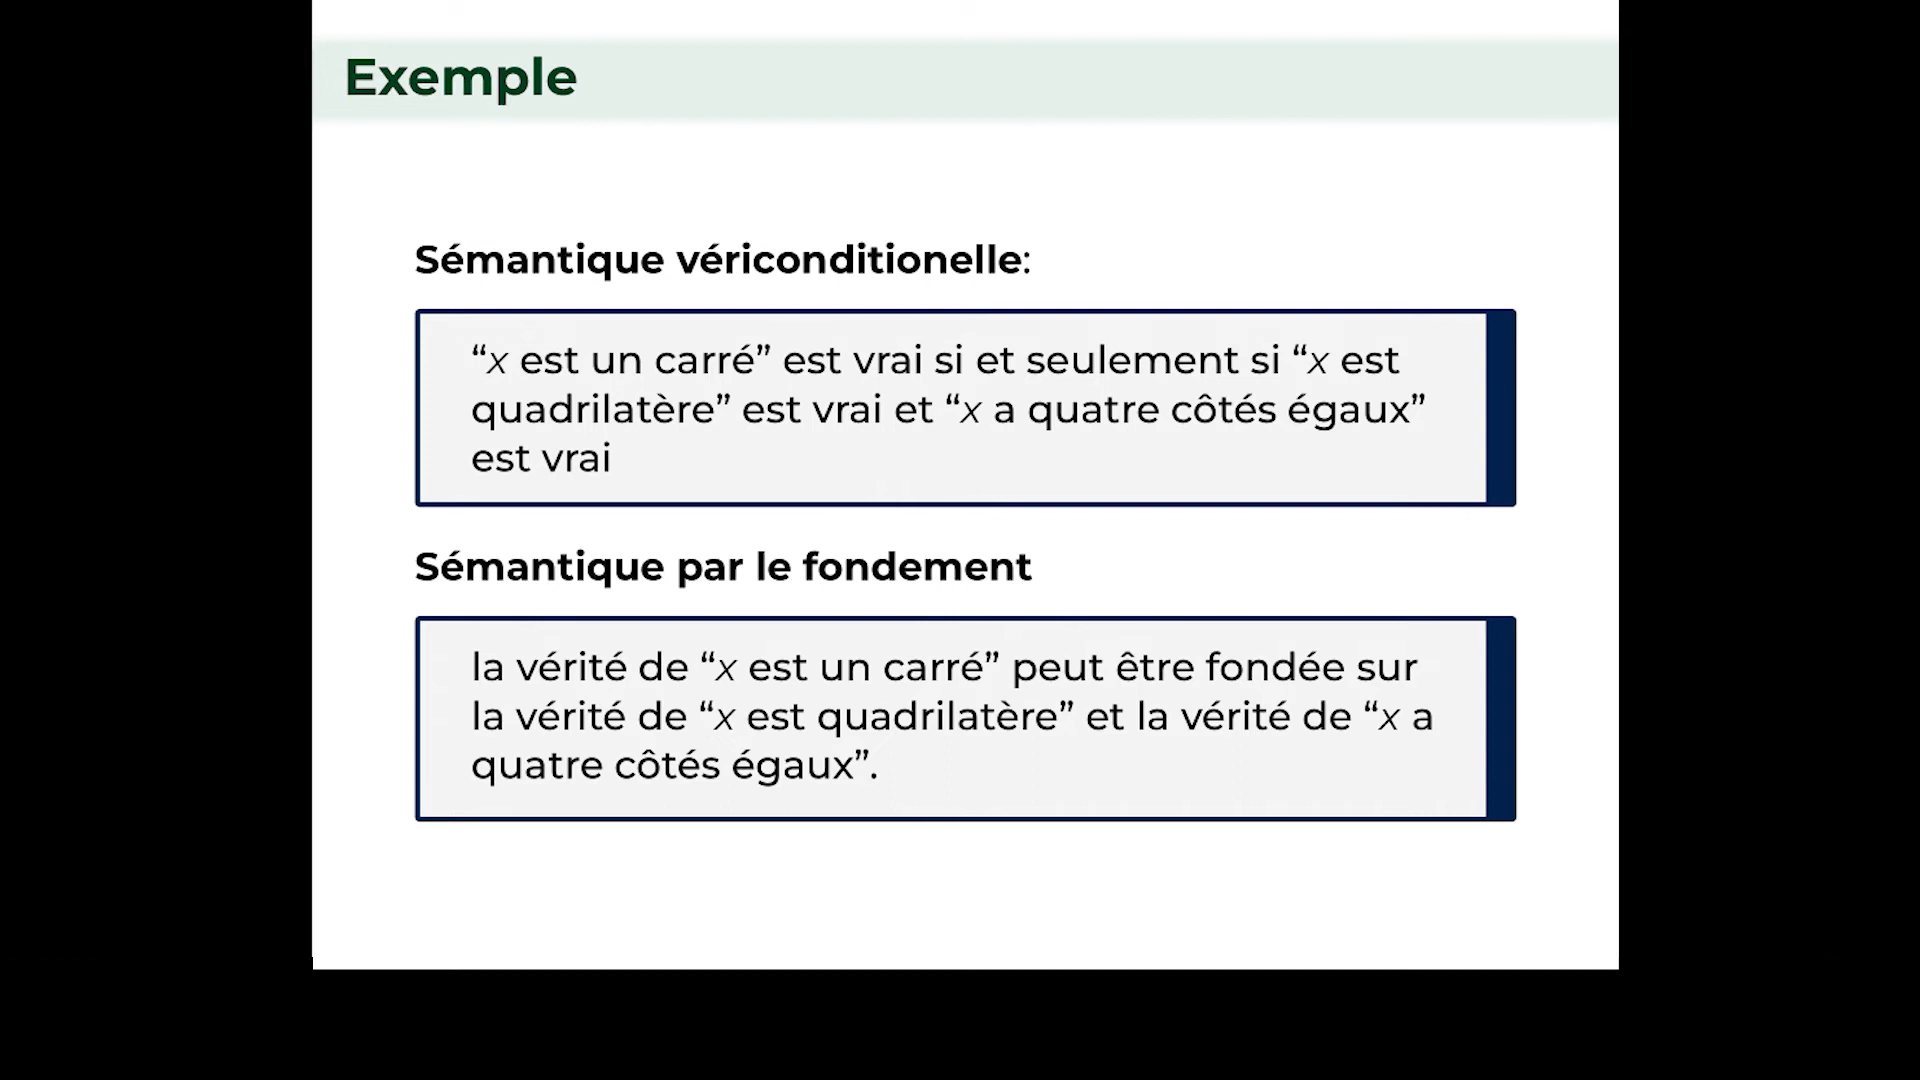 Exemple
Sémantique vériconditionelle:
“x est un carré” est vrai si et seulement si “x est
quadrilatère” est vrai et “x a quatre côtés égaux”
est vrai
Sémantique par le fondement
la vérité de “x est un carré” peut être fondée sur
la vérité de “x est quadrilatère” et la vérité de “x a
quatre côtés égaux”.